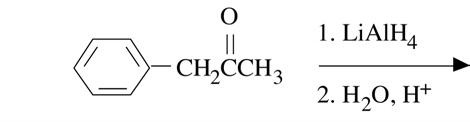 O
1. LiAlH₄
CH₂CCH₃
2. H₂O, H⁺